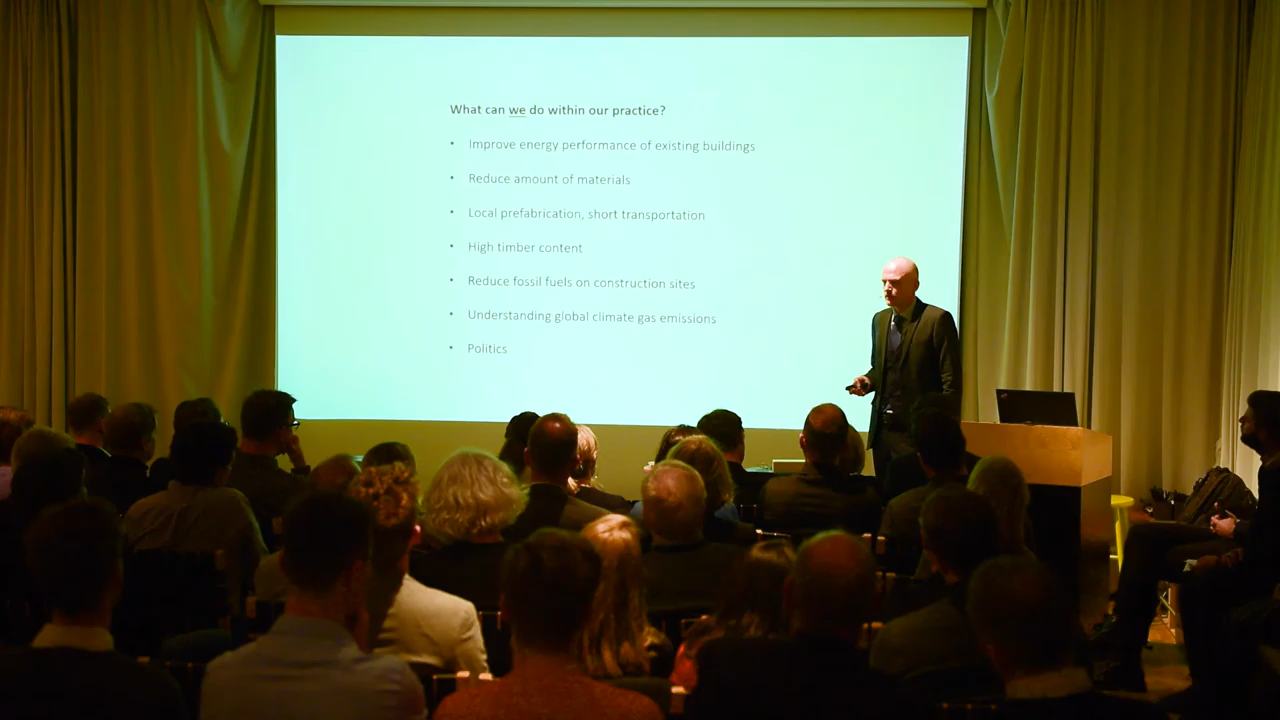 What can we do within our practice?
• Improve energy performance of existing buildings
• Reduce amount of materials
• Local prefabrication, short transportation
• High timber content
• Reduce fossil fuels on construction sites
• Understanding global climate gas emissions
• Politics